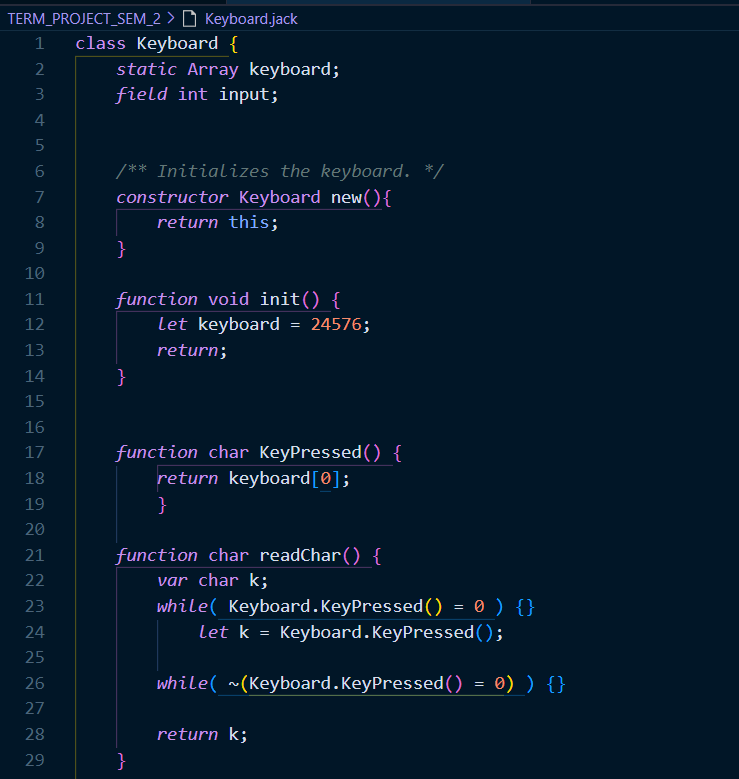 TERM_PROJECT_SEM_2 > Keyboard.jack
1 class Keyboard {
2 static Array keyboard;
3 field int input;
4
5
6 /** Initializes the keyboard. */
7 constructor Keyboard new(){
8 return this;
9 }
10
11 function void init() {
12 let keyboard = 24576;
13 return;
14 }
15
16
17 function char KeyPressed() {
18 return keyboard[0];
19 }
20
21 function char readChar() {
22 var char k;
23 while( Keyboard.KeyPressed() = 0 ) {}
24 let k = Keyboard.KeyPressed();
25
26 while( ~(Keyboard.KeyPressed() = 0) ) {}
27
28 return k;
29 }